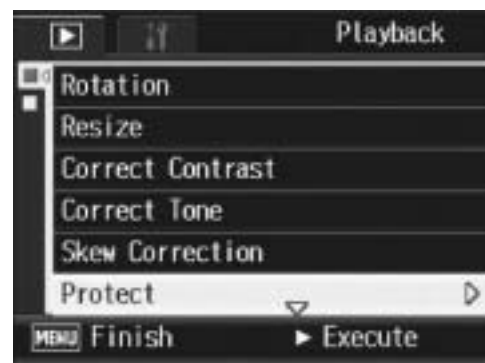 Playback
Rotation
Resize
Correct Contrast
Correct Tone
Skew Correction
Protect
MENU Finish ► Execute